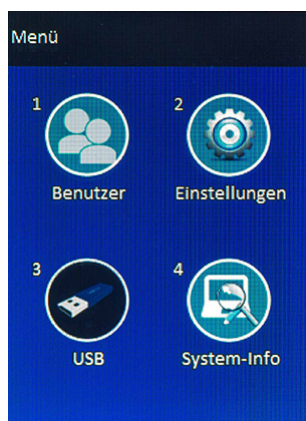 Menü
1
2
Benutzer
Einstellungen
3
4
USB
System-Info